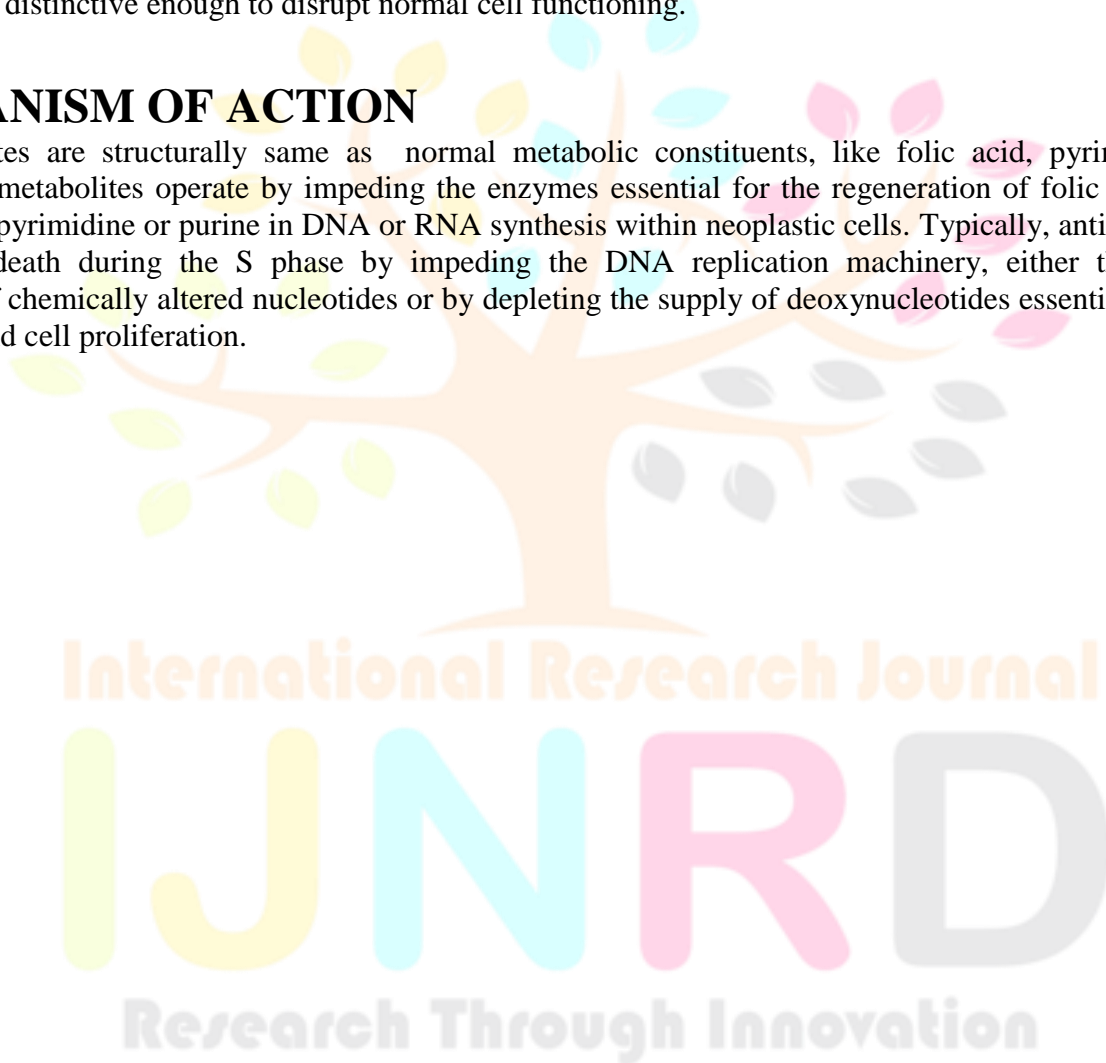 distinctive enough to disrupt normal cell functioning.
ANISM OF ACTION
tes are structurally same as normal metabolic constituents, like folic acid, pyrim
metabolites operate by impeding the enzymes essential for the regeneration of folic
pyrimidine or purine in DNA or RNA synthesis within neoplastic cells. Typically, anti
death during the S phase by impeding the DNA replication machinery, either t
f chemically altered nucleotides or by depleting the supply of deoxynucleotides essenti
d cell proliferation.
International Research Journal
IJNRD
Research Through Innovation